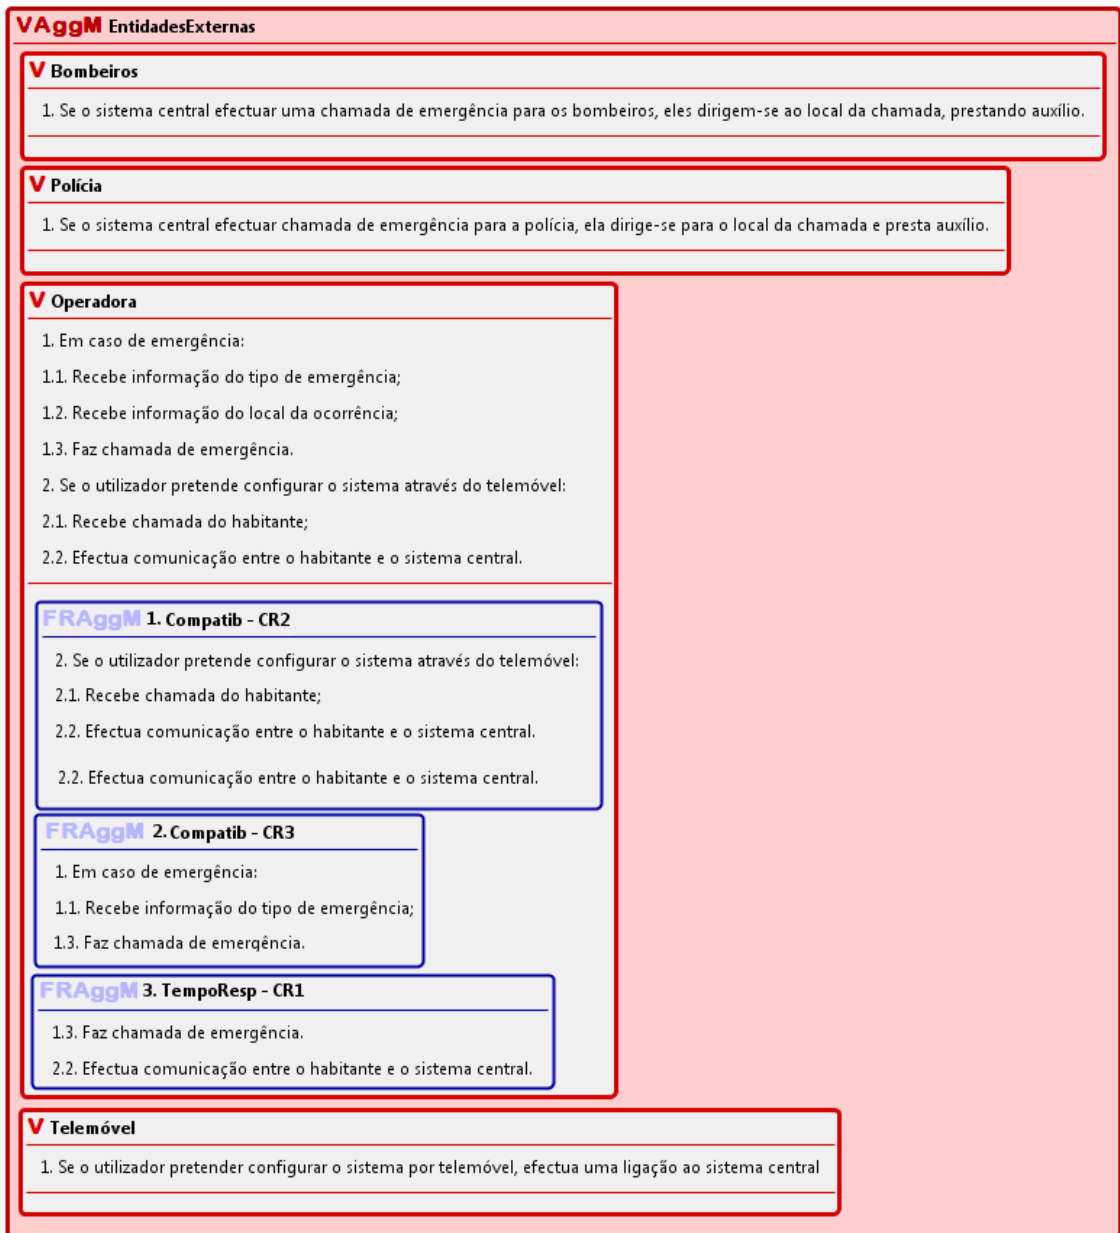 VAggM EntidadesExternas
V Bombeiros
1. Se o sistema central efectuar uma chamada de emergência para os bombeiros, eles dirigem-se ao local da chamada, prestando auxílio.
V Polícia
1. Se o sistema central efectuar chamada de emergência para a polícia, ela dirige-se para o local da chamada e presta auxílio.
V Operadora
1. Em caso de emergência:
1.1. Recebe informação do tipo de emergência;
1.2. Recebe informação do local da ocorrência;
1.3. Faz chamada de emergência.
2. Se o utilizador pretende configurar o sistema através do telemóvel:
2.1. Recebe chamada do habitante;
2.2. Efectua comunicação entre o habitante e o sistema central.
FRAggM 1. Compatib - CR2
2. Se o utilizador pretende configurar o sistema através do telemóvel:
2.1. Recebe chamada do habitante;
2.2. Efectua comunicação entre o habitante e o sistema central.
2.2. Efectua comunicação entre o habitante e o sistema central.
FRAggM 2. Compatib - CR3
1. Em caso de emergência:
1.1. Recebe informação do tipo de emergência;
1.3. Faz chamada de emergência.
FRAggM 3. TempoResp - CR1
1.3. Faz chamada de emergência.
2.2. Efectua comunicação entre o habitante e o sistema central.
V Telemóvel
1. Se o utilizador pretender configurar o sistema por telemóvel, efectua uma ligação ao sistema central